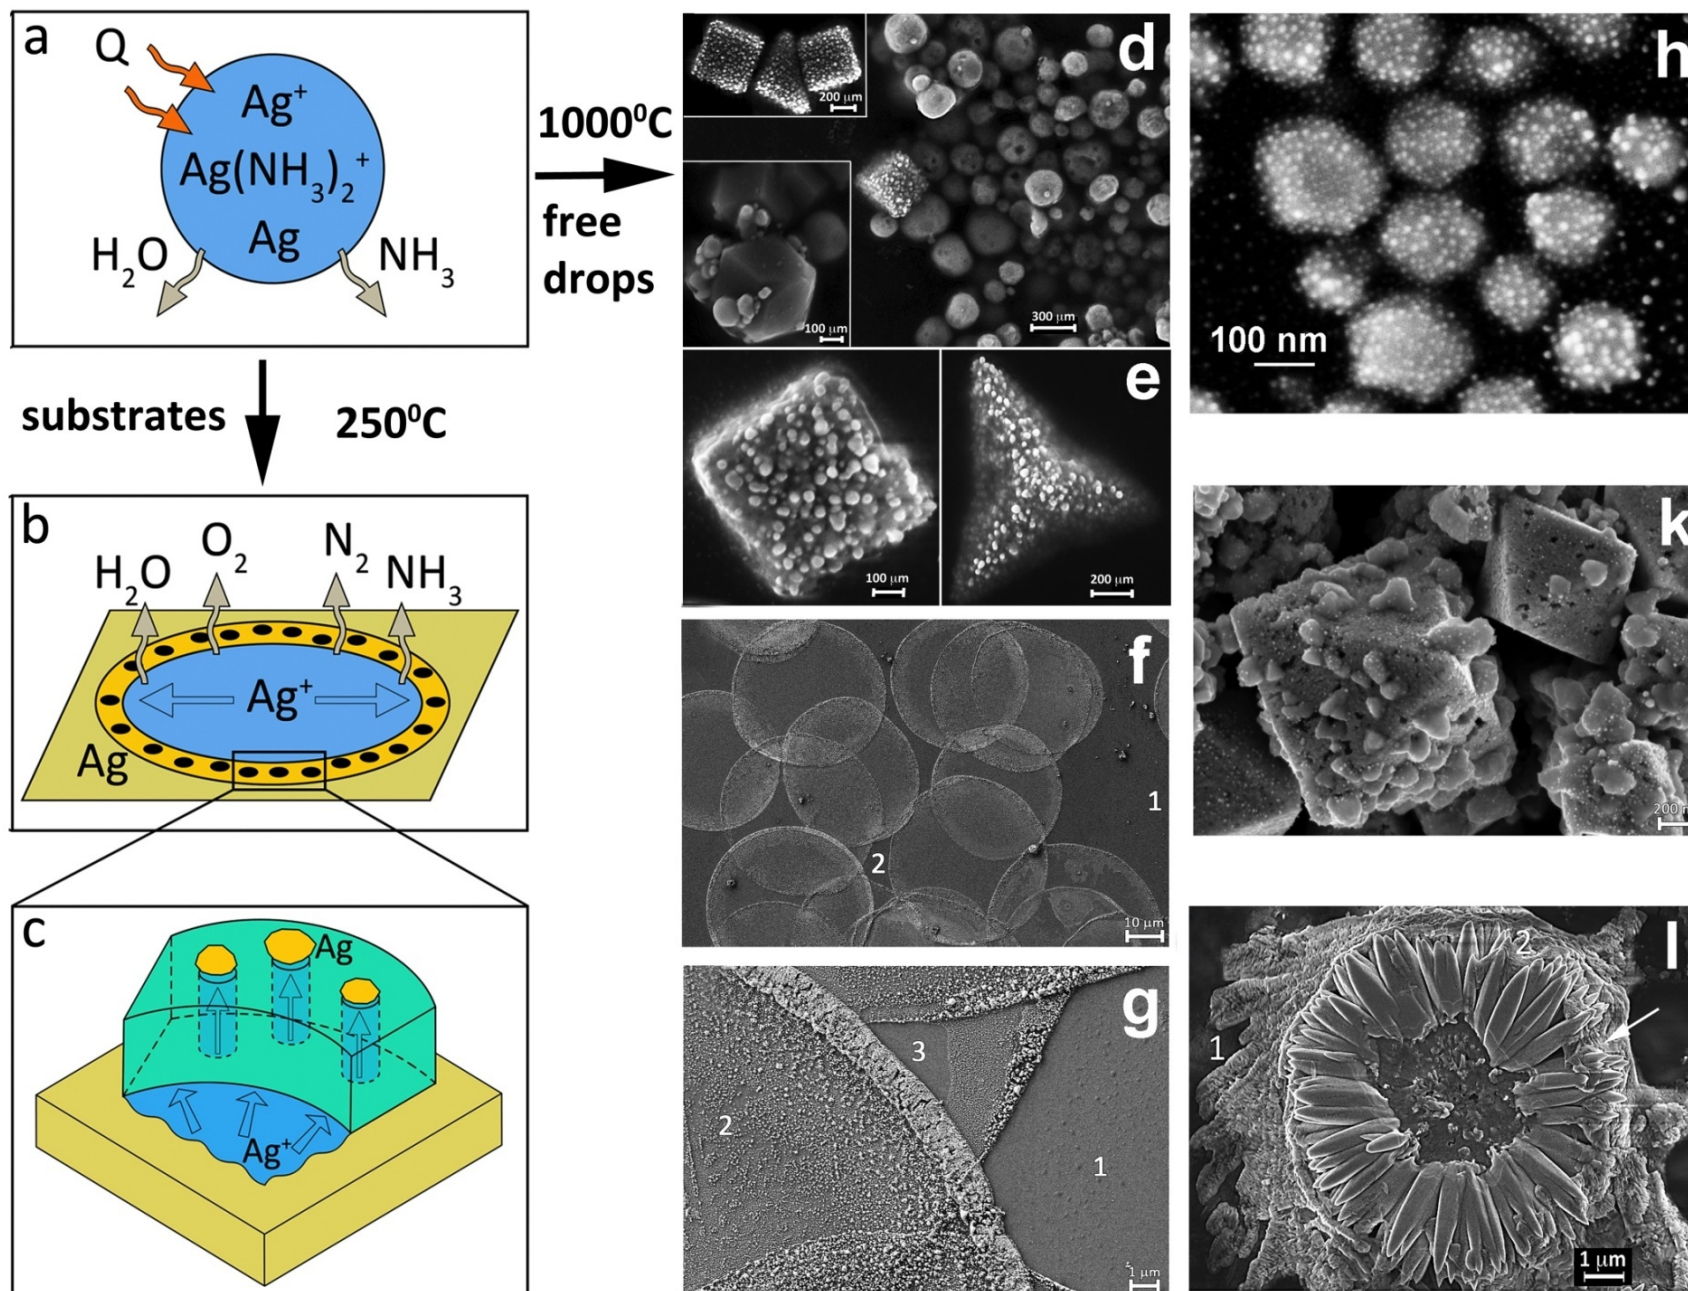 a
Q
Ag⁺
Ag(NH₃)₂⁺
Ag
H₂O
NH₃
1000⁰C
free
drops
substrates
250⁰C
b
H₂O
O₂
N₂
NH₃
Ag⁺
Ag
c
Ag
Ag⁺
d
200 μm
100 μm
300 μm
e
100 μm
200 μm
f
1
2
10 μm
g
3
2
1
1 μm
h
100 nm
k
200 n
l
2
1
1 μm